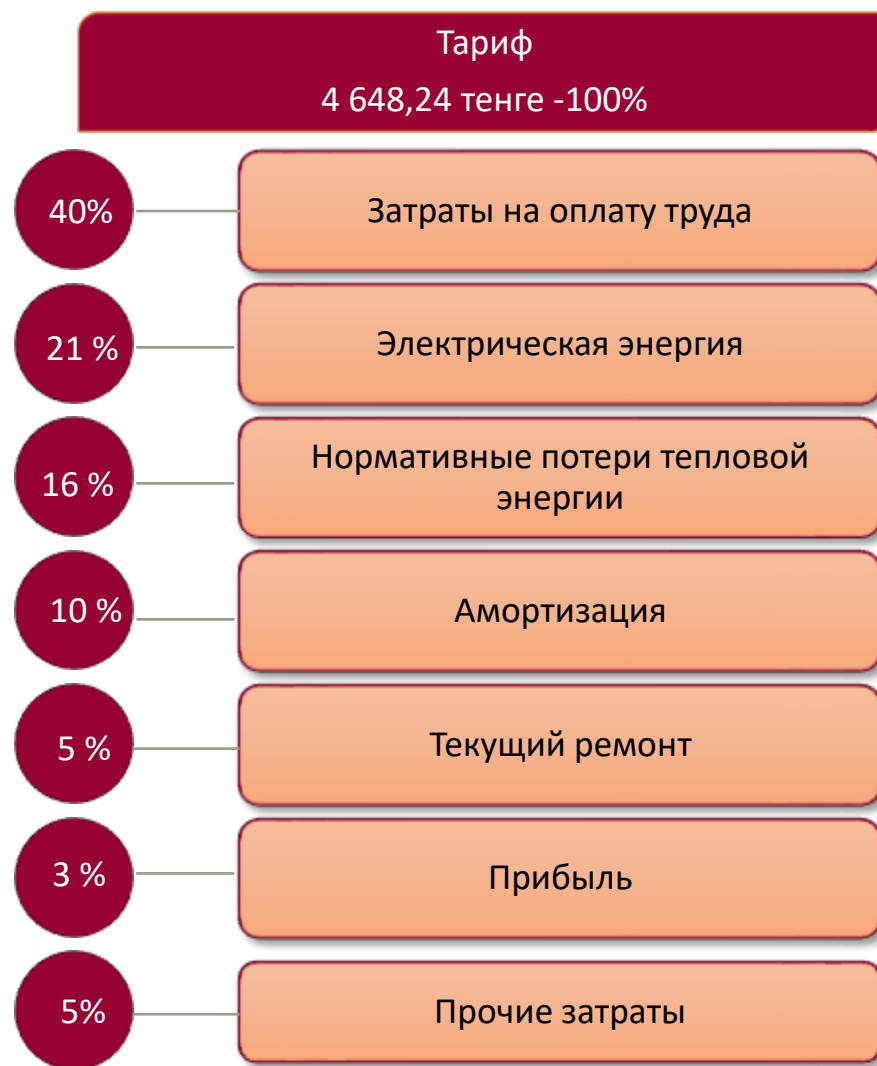 Тариф
4 648,24 тенге -100%
40%
Затраты на оплату труда
21 %
Электрическая энергия
16 %
Нормативные потери тепловой
энергии
10 %
Амортизация
5 %
Текущий ремонт
3 %
Прибыль
5%
Прочие затраты